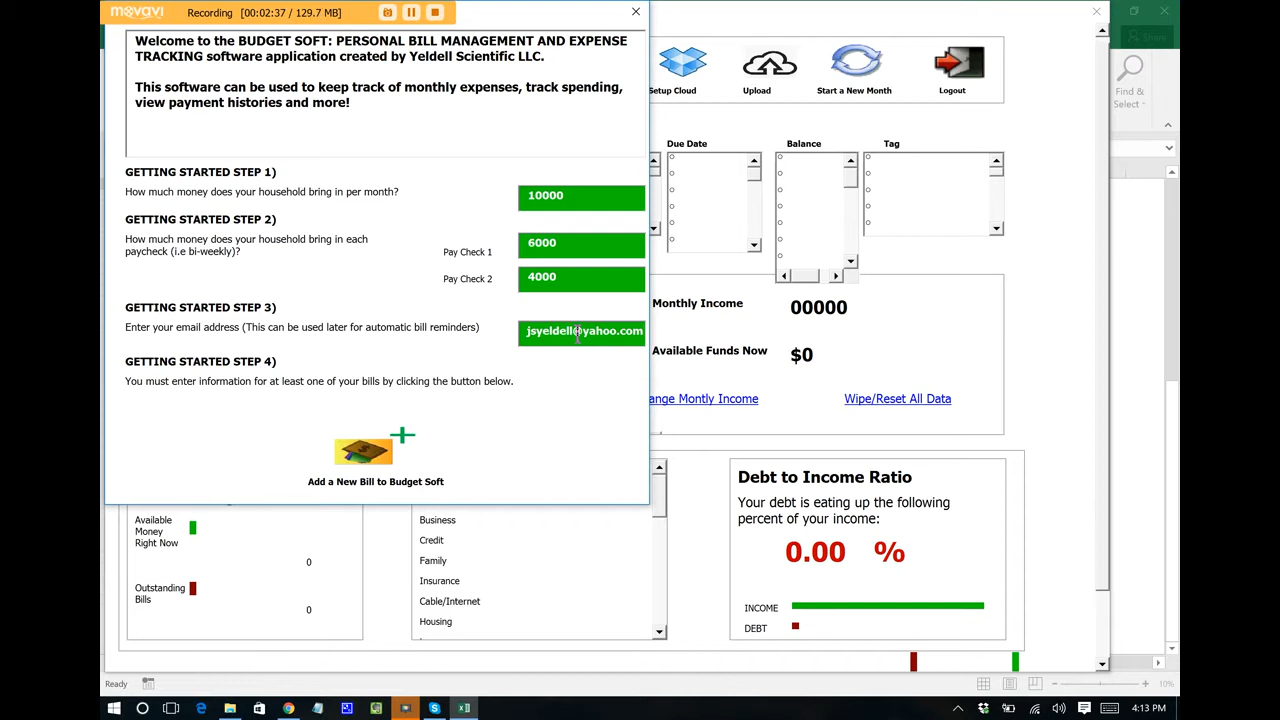 movavi
Recording [00:02:37 / 129.7 MB]
Welcome to the BUDGET SOFT: PERSONAL BILL MANAGEMENT AND EXPENSE
TRACKING software application created by Yeldell Scientific LLC.
This software can be used to keep track of monthly expenses, track spending,
view payment histories and more!
GETTING STARTED STEP 1)
How much money does your household bring in per month?
10000
GETTING STARTED STEP 2)
How much money does your household bring in each
paycheck (i.e bi-weekly)?
Pay Check 1
6000
Pay Check 2
4000
GETTING STARTED STEP 3)
Enter your email address (This can be used later for automatic bill reminders)
jsyeldell@yahoo.com
GETTING STARTED STEP 4)
You must enter information for at least one of your bills by clicking the button below.
Add a New Bill to Budget Soft
Setup Cloud
Upload
Start a New Month
Logout
Share
Find &
Select
Due Date
Balance
Tag
Monthly Income
00000
Available Funds Now
$0
ange Montly Income
Wipe/Reset All Data
Available
Money
Right Now
0
Outstanding
Bills
0
Business
Credit
Family
Insurance
Cable/Internet
Housing
Debt to Income Ratio
Your debt is eating up the following
percent of your income:
0.00 %
INCOME
DEBT
Ready
10%
4:13 PM